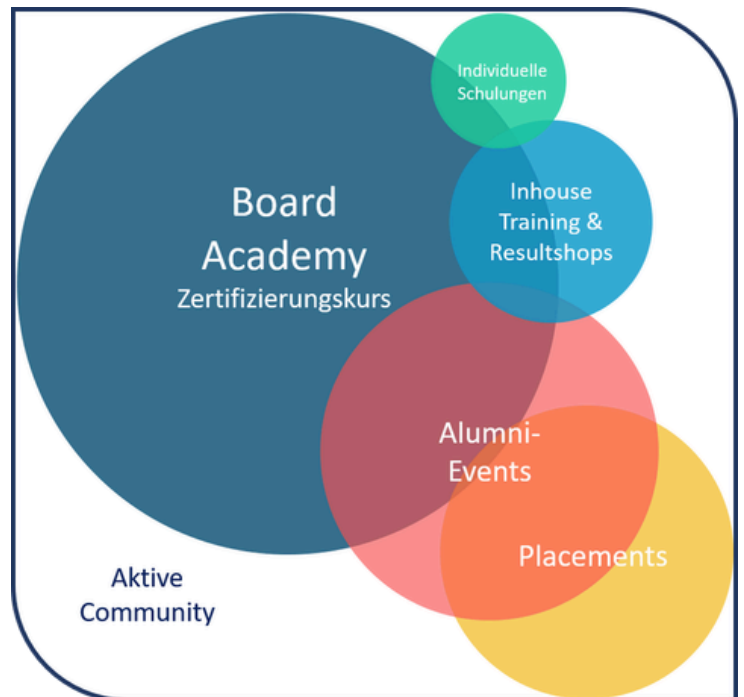 Individuelle
Schulungen
Board
Academy
Zertifizierungskurs
Inhouse
Training &
Resultshops
Alumni-
Events
Placements
Aktive
Community